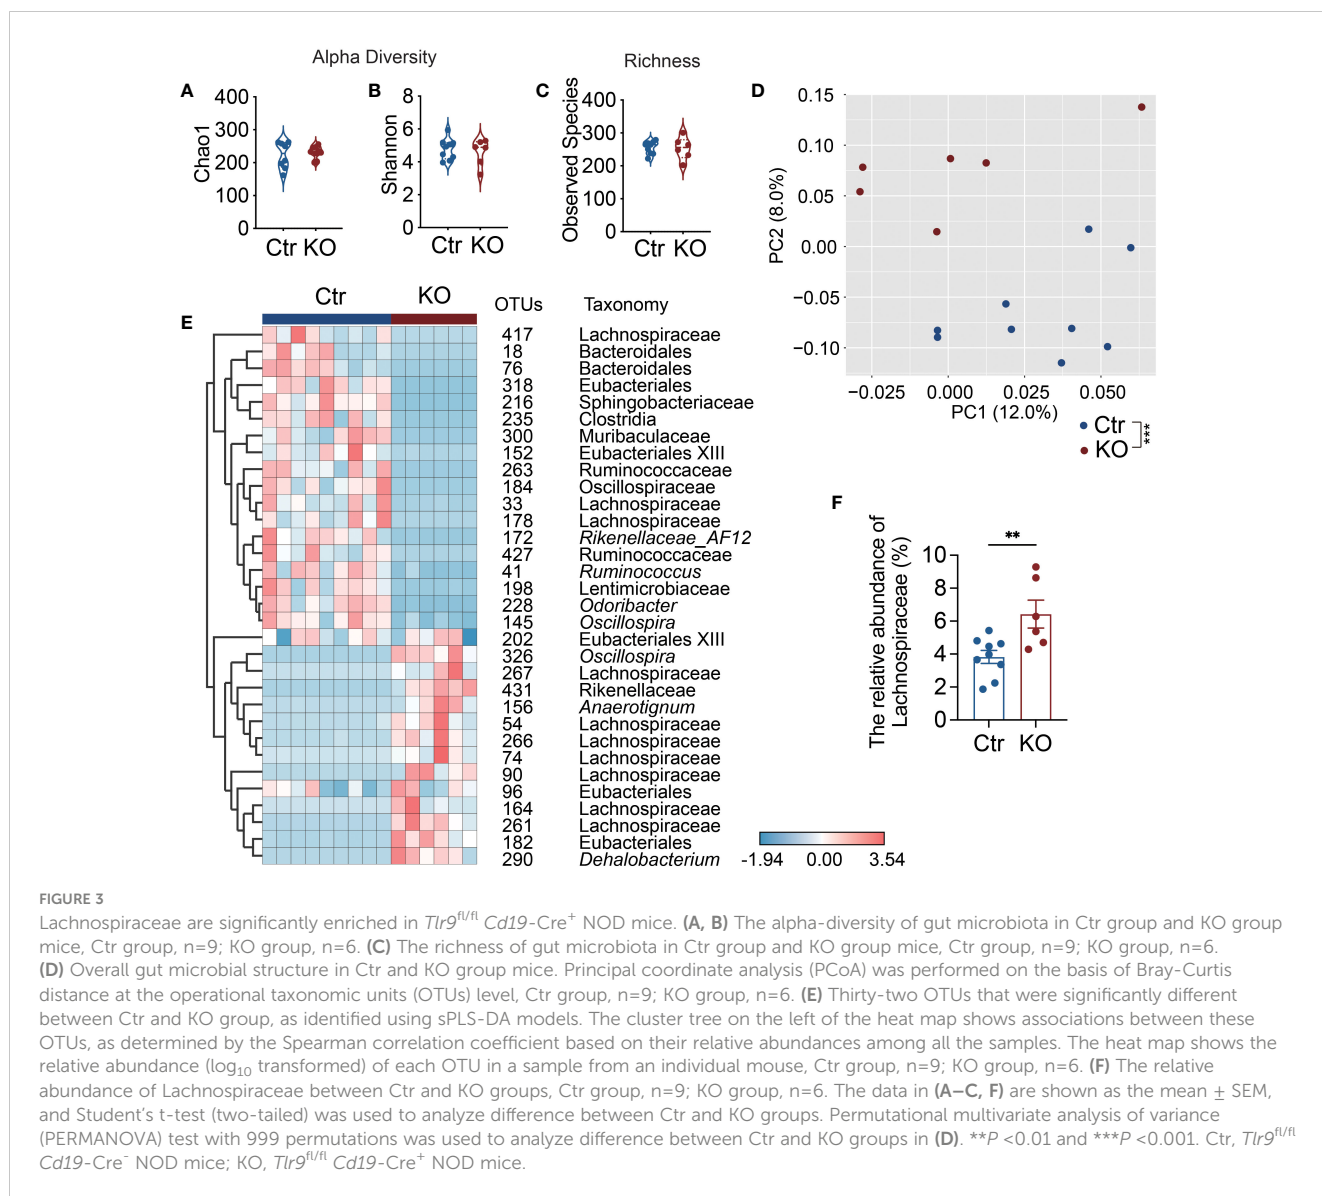 Alpha Diversity
Richness
A
400
300
200
100
0
Chao1
Ctr KO
B
8
6
4
2
0
Shannon
Ctr KO
C
400
300
200
100
0
Observed Species
Ctr KO
D
0.15
0.10
0.05
0.00
−0.05
−0.10
PC2 (8.0%)
−0.025 0.000 0.025 0.050
PC1 (12.0%)
Ctr
KO
***
E
Ctr KO OTUs Taxonomy
417 Lachnospiraceae
18 Bacteroidales
76 Bacteroidales
318 Eubacteriales
216 Sphingobacteriaceae
235 Clostridia
300 Muribaculaceae
152 Eubacteriales XIII
263 Ruminococcaceae
184 Oscillospiraceae
33 Lachnospiraceae
178 Lachnospiraceae
172 Rikenellaceae_AF12
427 Ruminococcaceae
41 Ruminococcus
198 Lentimicrobiaceae
228 Odoribacter
145 Oscillospira
202 Eubacteriales XIII
326 Oscillospira
267 Lachnospiraceae
431 Rikenellaceae
156 Anaerotignum
54 Lachnospiraceae
266 Lachnospiraceae
74 Lachnospiraceae
90 Lachnospiraceae
96 Eubacteriales
164 Lachnospiraceae
261 Lachnospiraceae
182 Eubacteriales
290 Dehalobacterium
-1.94 0.00 3.54
F
The relative abundance of
Lachnospiraceae (%)
10
8
6
4
2
0
**
Ctr KO
FIGURE 3
Lachnospiraceae are significantly enriched in Tlr9fl/fl Cd19-Cre+ NOD mice. (A, B) The alpha-diversity of gut microbiota in Ctr group and KO group
mice, Ctr group, n=9; KO group, n=6. (C) The richness of gut microbiota in Ctr group and KO group mice, Ctr group, n=9; KO group, n=6.
(D) Overall gut microbial structure in Ctr and KO group mice. Principal coordinate analysis (PCoA) was performed on the basis of Bray-Curtis
distance at the operational taxonomic units (OTUs) level, Ctr group, n=9; KO group, n=6. (E) Thirty-two OTUs that were significantly different
between Ctr and KO group, as identified using sPLS-DA models. The cluster tree on the left of the heat map shows associations between these
OTUs, as determined by the Spearman correlation coefficient based on their relative abundances among all the samples. The heat map shows the
relative abundance (log10 transformed) of each OTU in a sample from an individual mouse, Ctr group, n=9; KO group, n=6. (F) The relative
abundance of Lachnospiraceae between Ctr and KO groups, Ctr group, n=9; KO group, n=6. The data in (A–C, F) are shown as the mean ± SEM,
and Student's t-test (two-tailed) was used to analyze difference between Ctr and KO groups. Permutational multivariate analysis of variance
(PERMANOVA) test with 999 permutations was used to analyze difference between Ctr and KO groups in (D). **P <0.01 and ***P <0.001. Ctr, Tlr9fl/fl
Cd19-Cre- NOD mice; KO, Tlr9fl/fl Cd19-Cre+ NOD mice.